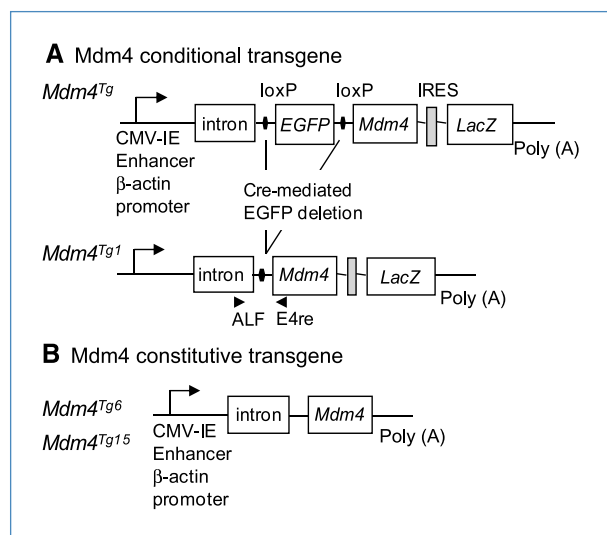 A Mdm4 conditional transgene
Mdm4Tg
loxP loxP IRES
intron EGFP Mdm4 LacZ
CMV-IE
Enhancer
β-actin
promoter
Poly (A)
Cre-mediated
EGFP deletion
Mdm4Tg1
intron Mdm4 LacZ
Poly (A)
ALF E4re
B Mdm4 constitutive transgene
Mdm4Tg6
Mdm4Tg15
intron Mdm4
CMV-IE
Enhancer
β-actin
promoter
Poly (A)